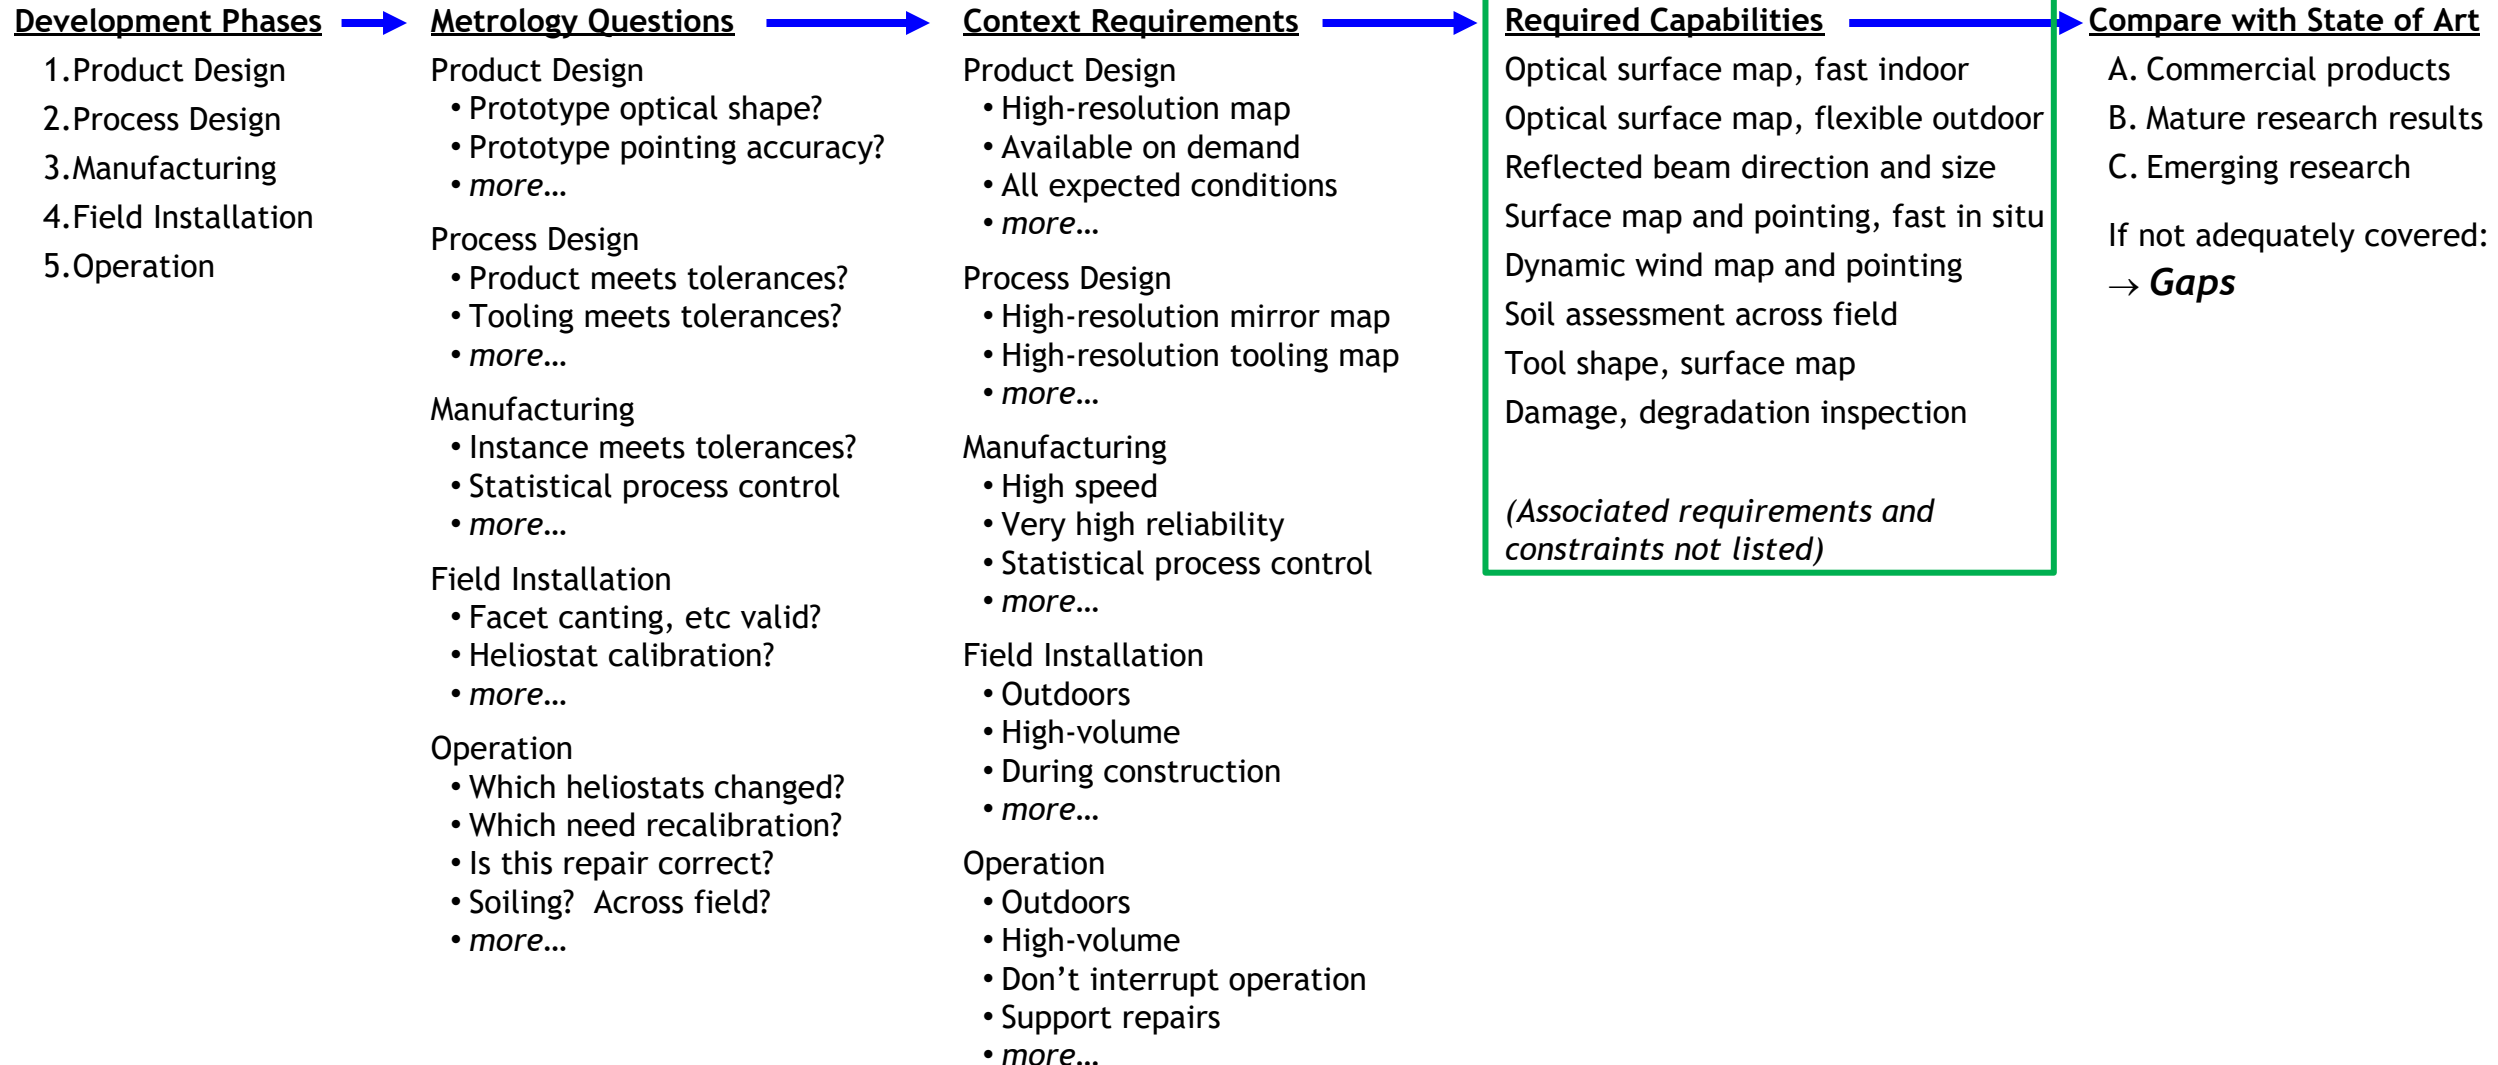 Development Phases
1.Product Design
2.Process Design
3.Manufacturing
4.Field Installation
5.Operation
Metrology Questions
Product Design
• Prototype optical shape?
• Prototype pointing accuracy?
• more…
Process Design
• Product meets tolerances?
• Tooling meets tolerances?
• more…
Manufacturing
• Instance meets tolerances?
• Statistical process control
• more…
Field Installation
• Facet canting, etc valid?
• Heliostat calibration?
• more…
Operation
• Which heliostats changed?
• Which need recalibration?
• Is this repair correct?
• Soiling?  Across field?
• more…
Context Requirements
Product Design
• High-resolution map
• Available on demand
• All expected conditions
• more…
Process Design
• High-resolution mirror map
• High-resolution tooling map
• more…
Manufacturing
• High speed
• Very high reliability
• Statistical process control
• more…
Field Installation
• Outdoors
• High-volume
• During construction
• more…
Operation
• Outdoors
• High-volume
• Don’t interrupt operation
• Support repairs
• more…
Required Capabilities
Optical surface map, fast indoor
Optical surface map, flexible outdoor
Reflected beam direction and size
Surface map and pointing, fast in situ
Dynamic wind map and pointing
Soil assessment across field
Tool shape, surface map
Damage, degradation inspection
(Associated requirements and
constraints not listed)
Compare with State of Art
A. Commercial products
B. Mature research results
C. Emerging research
If not adequately covered:
→ Gaps